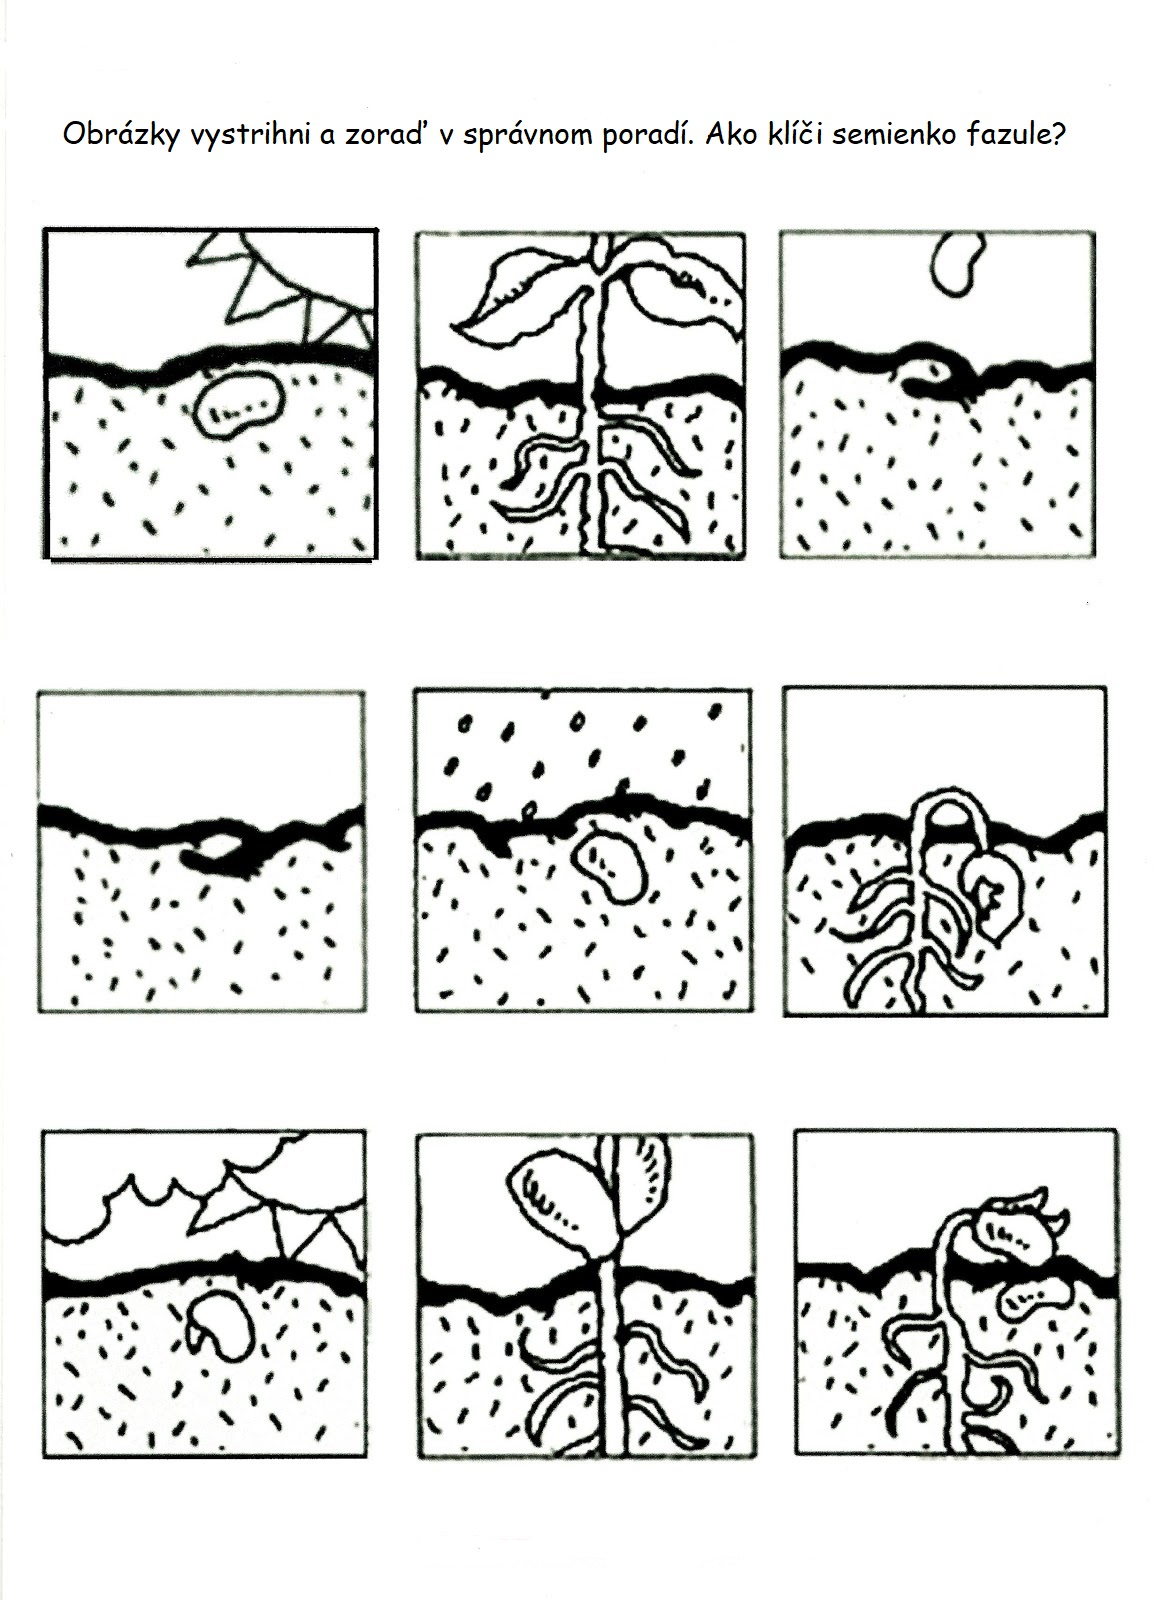 Obrázky vystrihni a zoraď v správnom poradí. Ako klíči semienko fazule?